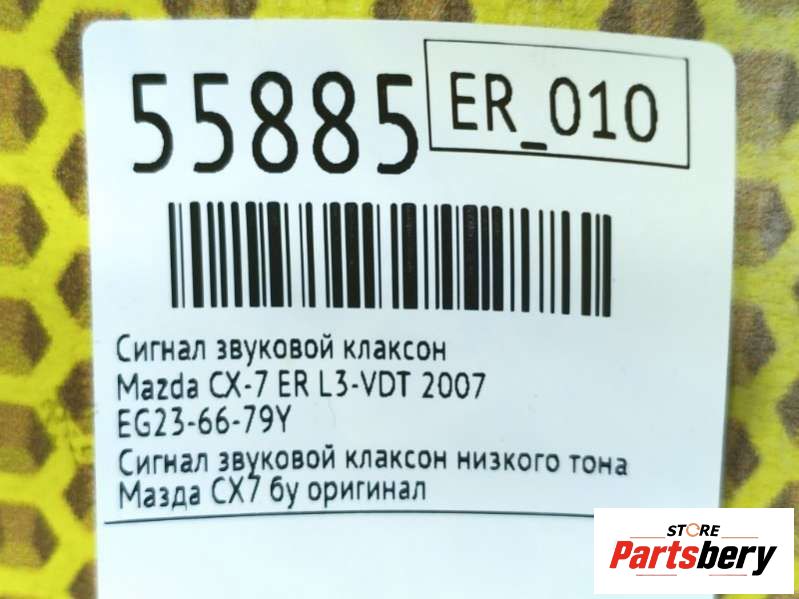 55885
ER_010
Сигнал звуковой клаксон
Mazda CX-7 ER L3-VDT 2007
EG23-66-79Y
Сигнал звуковой клаксон низкого тона
Мазда СХ7 бу оригинал
STORE
Partsbery